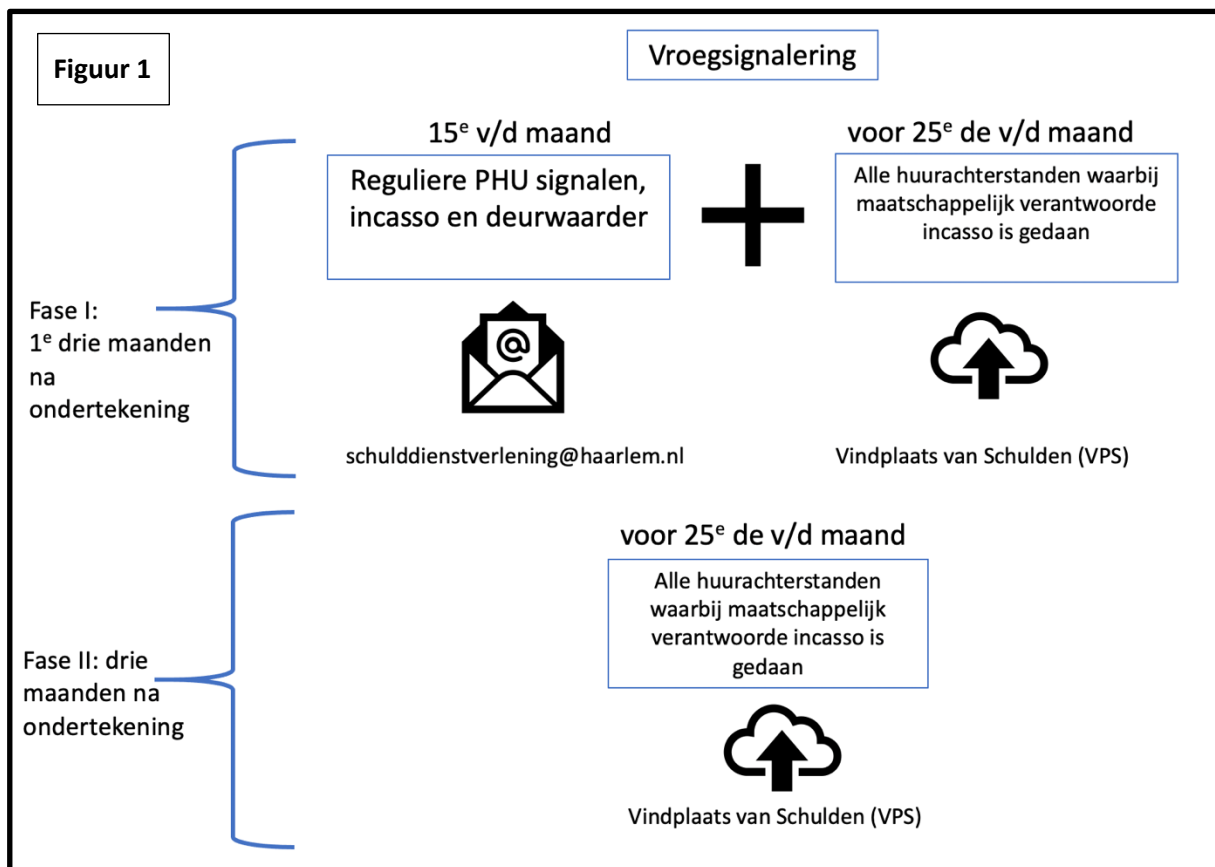 Figuur 1
Vroegsignalering
15e v/d maand
Reguliere PHU signalen,
incasso en deurwaarder
voor 25e de v/d maand
Alle huurachterstanden waarbij
maatschappelijk verantwoorde
incasso is gedaan
Fase I:
1e drie maanden
na
ondertekening
@
schulddienstverlening@haarlem.nl
Vindplaats van Schulden (VPS)
voor 25e de v/d maand
Alle huurachterstanden
waarbij maatschappelijk
verantwoorde incasso is
gedaan
Fase II: drie
maanden na
ondertekening
Vindplaats van Schulden (VPS)